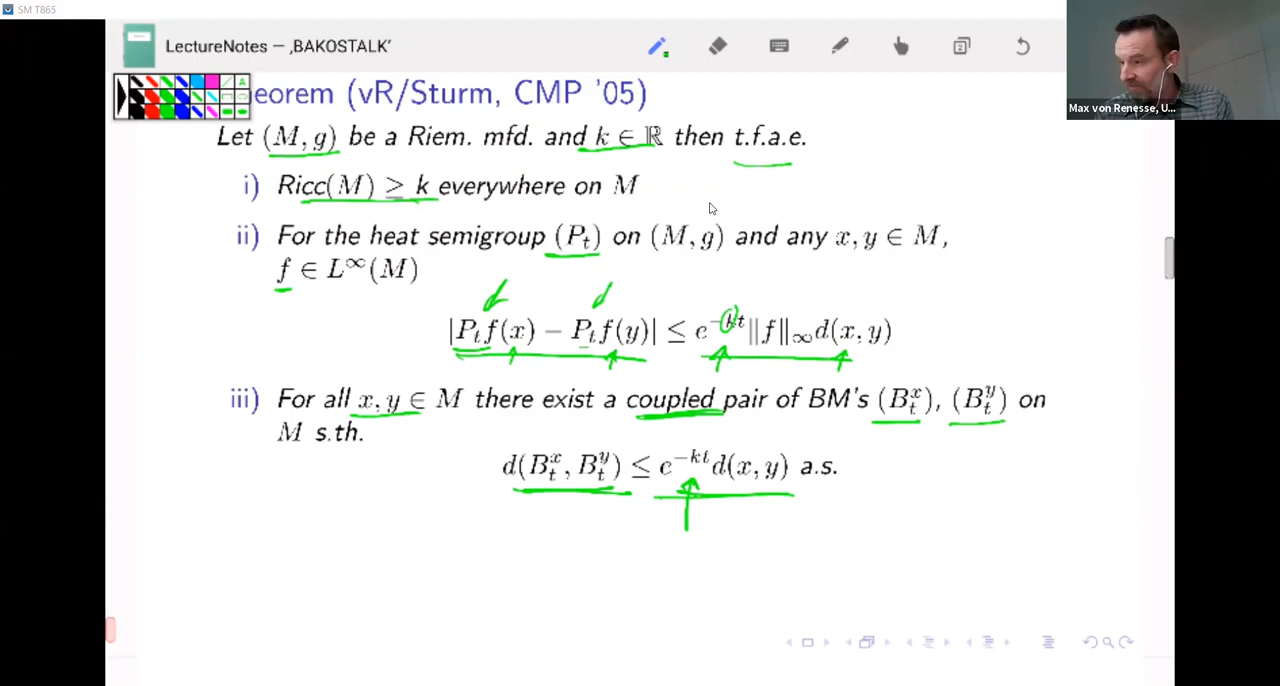 SM T865
LectureNotes – ‚BAKOSTALK'
eorem (vR/Sturm, CMP '05)
Max von Renesse, U...
Let (M, g) be a Riem. mfd. and k ∈ ℝ then t.f.a.e.
i) Ricc(M) ≥ k everywhere on M
ii) For the heat semigroup (P_t) on (M, g) and any x, y ∈ M,
f ∈ L^∞(M)
|P_t f(x) − P_t f(y)| ≤ e^{−kt} ‖f‖_∞ d(x, y)
iii) For all x, y ∈ M there exist a coupled pair of BM's (B_t^x), (B_t^y) on
M s.th.
d(B_t^x, B_t^y) ≤ e^{−kt} d(x, y) a.s.